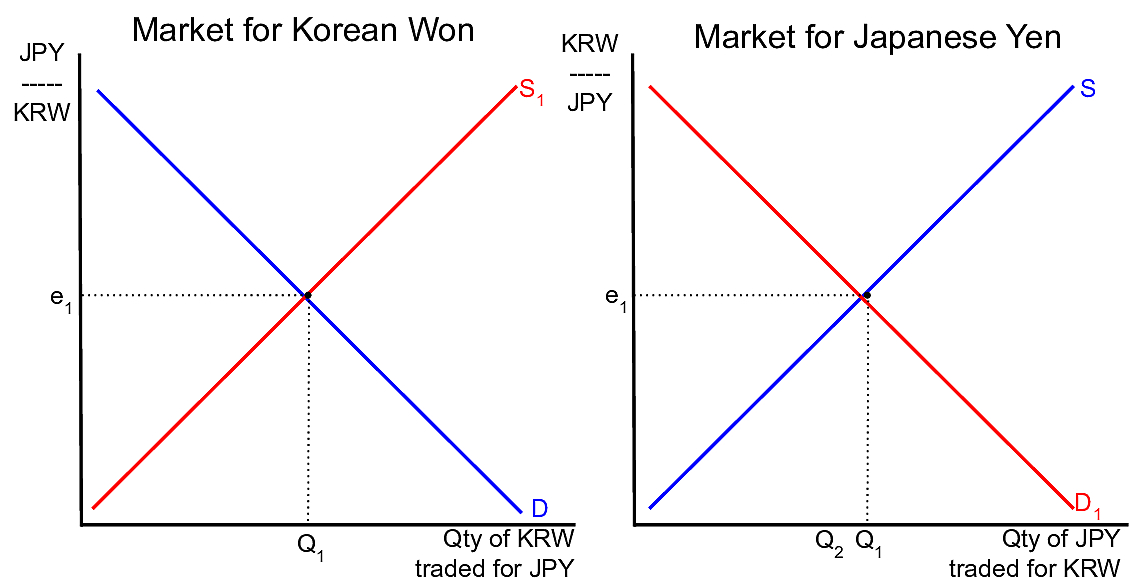 Market for Korean Won
JPY
-----
KRW
S1
e1
D
Q1
Qty of KRW
traded for JPY
Market for Japanese Yen
KRW
-----
JPY
S
e1
D1
Q2 Q1
Qty of JPY
traded for KRW